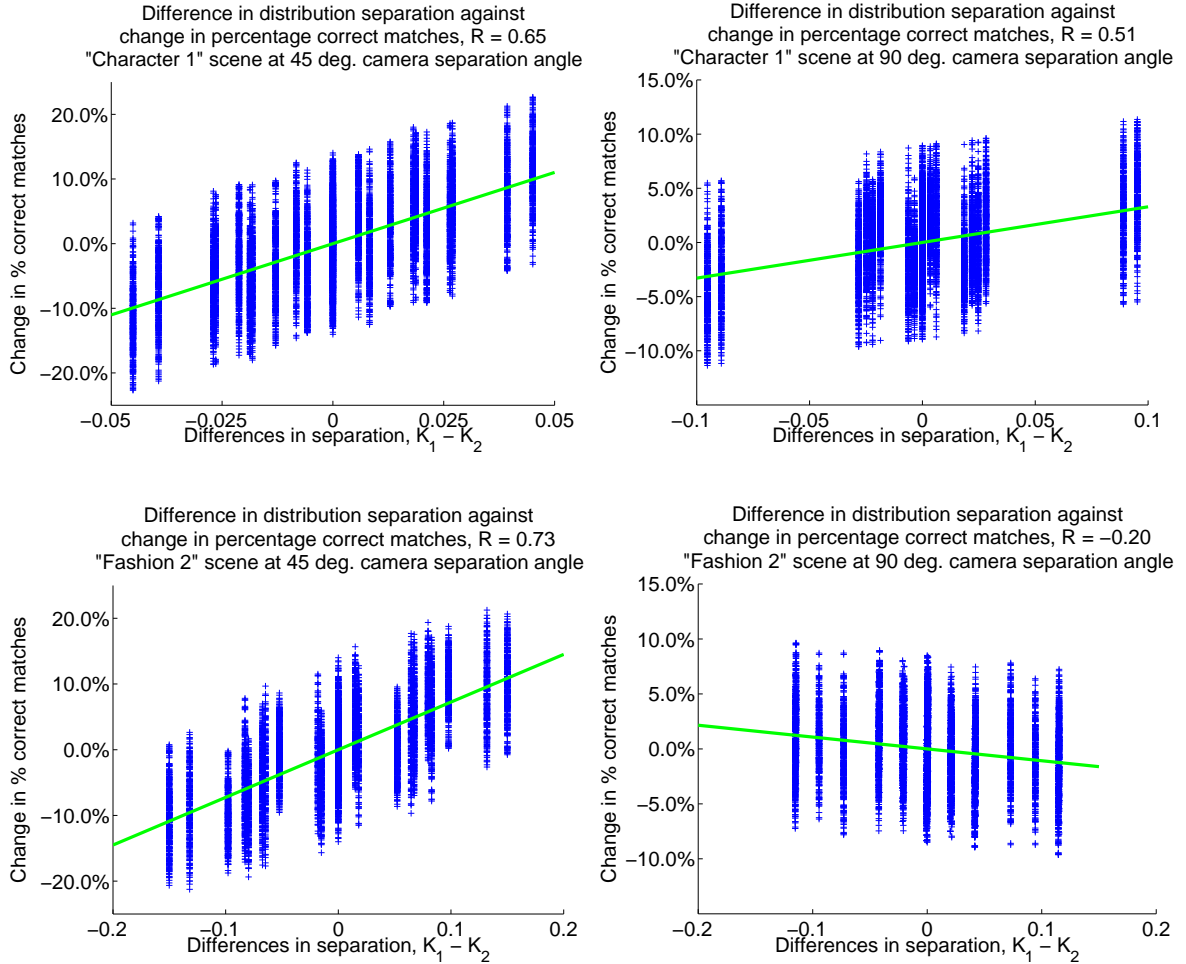 Difference in distribution separation against
change in percentage correct matches, R = 0.65
"Character 1" scene at 45 deg. camera separation angle
Change in % correct matches
20.0%
10.0%
0.0%
−10.0%
−20.0%
−0.05
−0.025
0
0.025
0.05
Differences in separation, K1 − K2
Difference in distribution separation against
change in percentage correct matches, R = 0.51
"Character 1" scene at 90 deg. camera separation angle
Change in % correct matches
15.0%
10.0%
5.0%
0.0%
−5.0%
−10.0%
−0.1
−0.05
0
0.05
0.1
Differences in separation, K1 − K2
Difference in distribution separation against
change in percentage correct matches, R = 0.73
"Fashion 2" scene at 45 deg. camera separation angle
Change in % correct matches
20.0%
10.0%
0.0%
−10.0%
−20.0%
−0.2
−0.1
0
0.1
0.2
Differences in separation, K1 − K2
Difference in distribution separation against
change in percentage correct matches, R = −0.20
"Fashion 2" scene at 90 deg. camera separation angle
Change in % correct matches
15.0%
10.0%
5.0%
0.0%
−5.0%
−10.0%
−0.2
−0.1
0
0.1
0.2
Differences in separation, K1 − K2